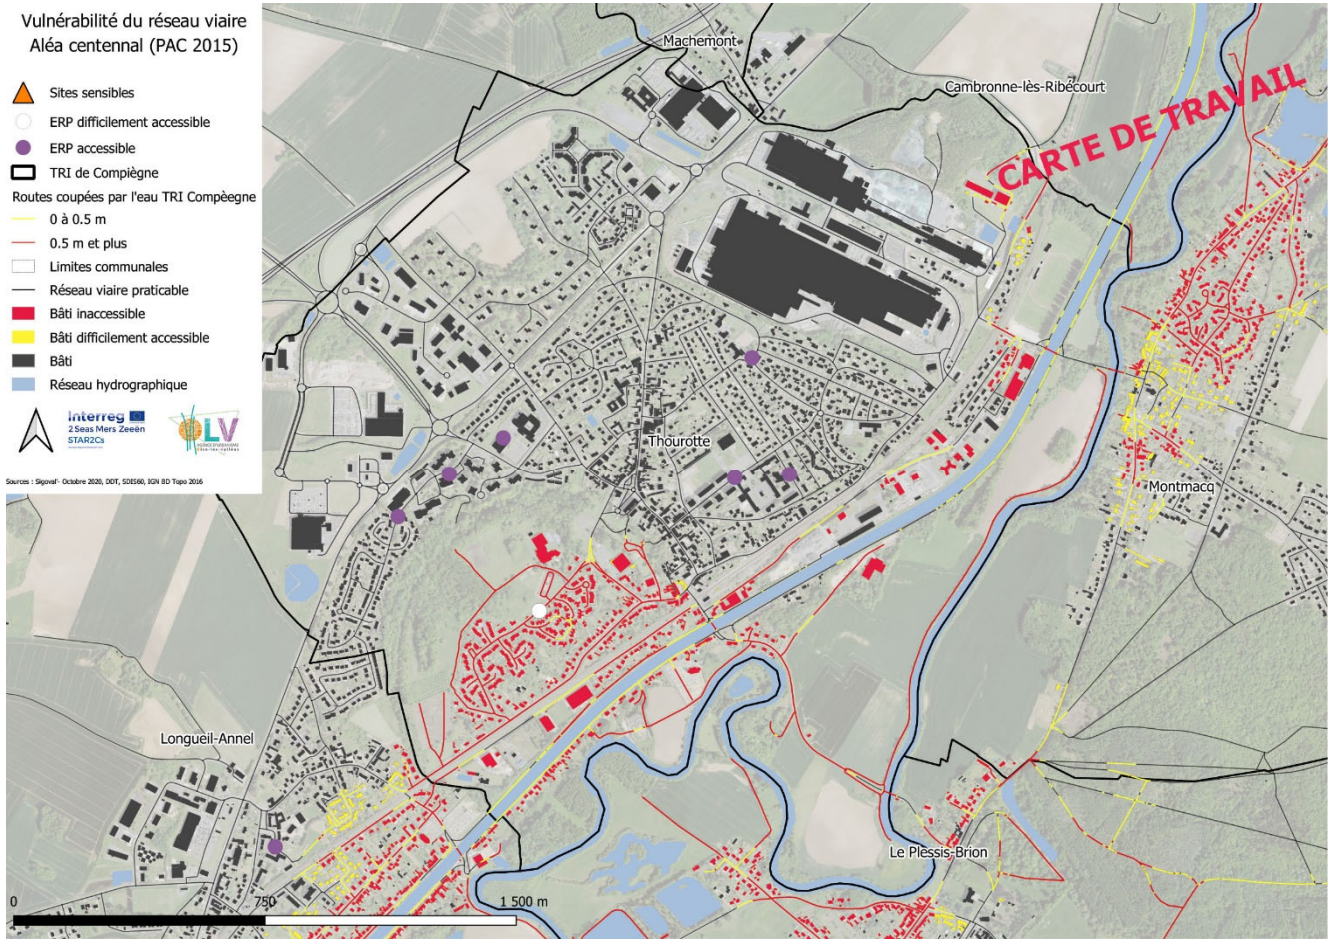 Vulnérabilité du réseau viaire
Aléa centennal (PAC 2015)
Sites sensibles
ERP difficilement accessible
ERP accessible
TRI de Compiègne
Routes coupées par l'eau TRI Compèegne
0 à 0.5 m
0.5 m et plus
Limites communales
Réseau viaire praticable
Bâti inaccessible
Bâti difficilement accessible
Bâti
Réseau hydrographique
Interreg
2 Seas Mers Zeeën
STAR2Cs
OLV
Sources : Sigoval- Octobre 2020, DDT, SDIS60, IGN BD Topo 2016
Machemont
Cambronne-lès-Ribécourt
CARTE DE TRAVAIL
Thourotte
Montmacq
Longueil-Annel
Le Plessis-Brion
0 750 1 500 m